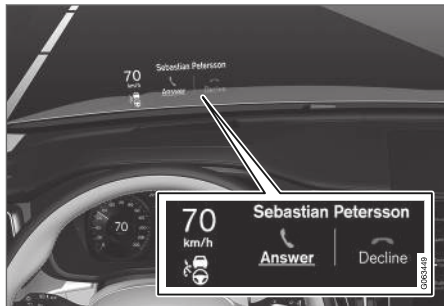 70
km/h
Sebastian Petersson
Answer
Decline
70
70
km/h
Sebastian Petersson
Answer
Decline
G063449